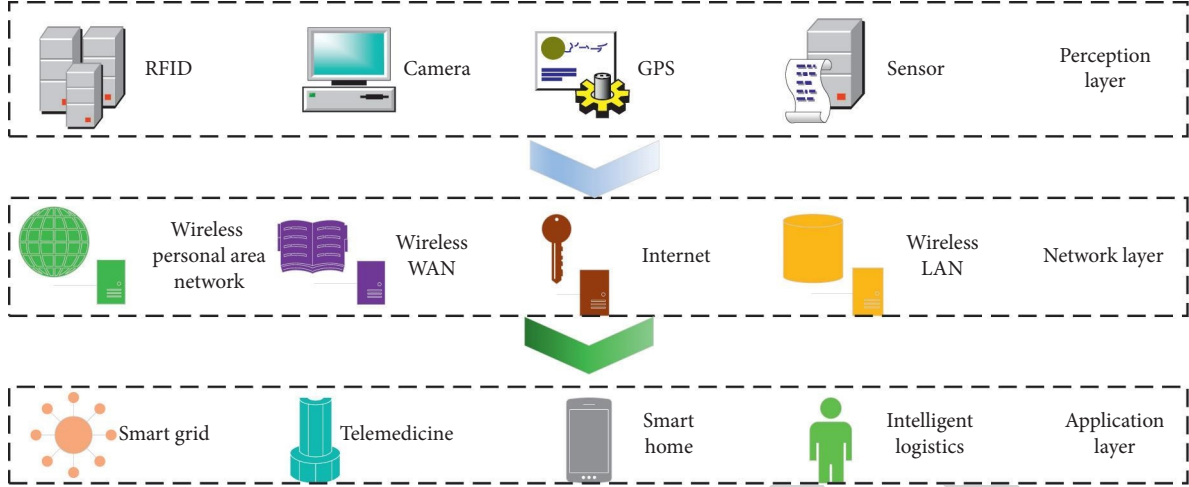 RFID
Camera
GPS
Sensor
Perception
layer
Wireless
personal area
network
Wireless
WAN
Internet
Wireless
LAN
Network layer
Smart grid
Telemedicine
Smart
home
Intelligent
logistics
Application
layer